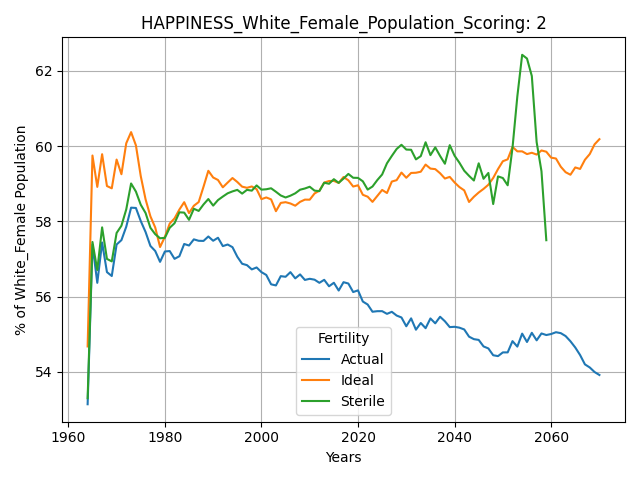 HAPPINESS_White_Female_Population_Scoring: 2
% of White_Female Population
62
60
58
56
54
Fertility
Actual
Ideal
Sterile
1960 1980 2000 2020 2040 2060
Years